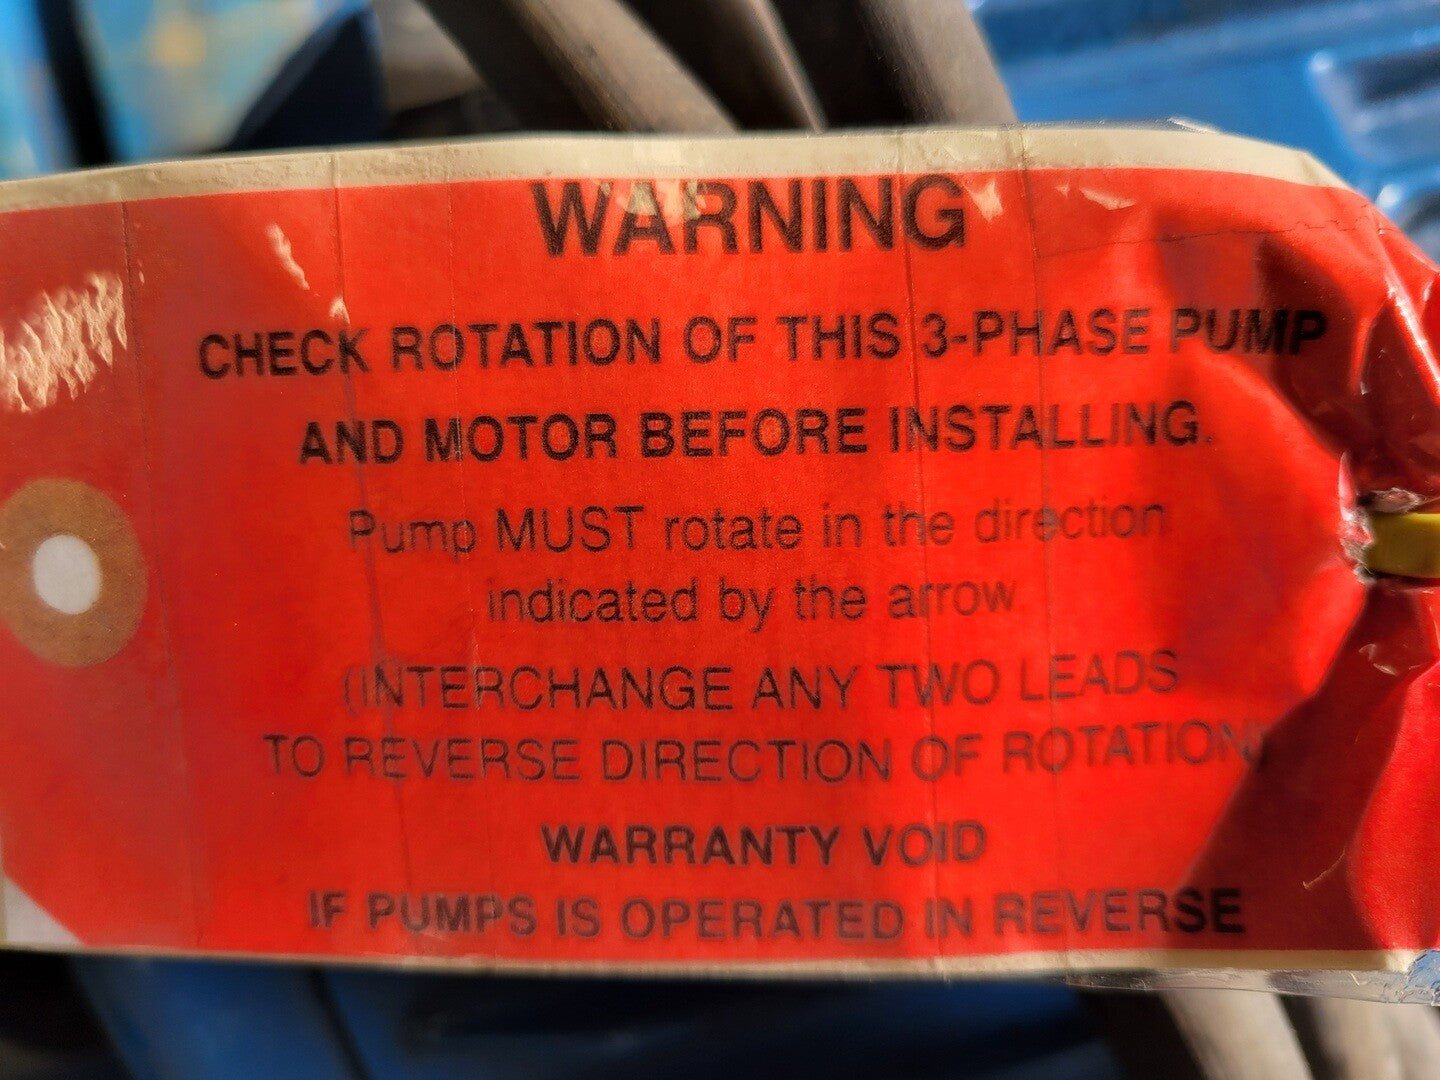 WARNING
CHECK ROTATION OF THIS 3-PHASE PUMP
AND MOTOR BEFORE INSTALLING.
Pump MUST rotate in the direction
indicated by the arrow
(INTERCHANGE ANY TWO LEADS
TO REVERSE DIRECTION OF ROTATION)
WARRANTY VOID
IF PUMPS IS OPERATED IN REVERSE